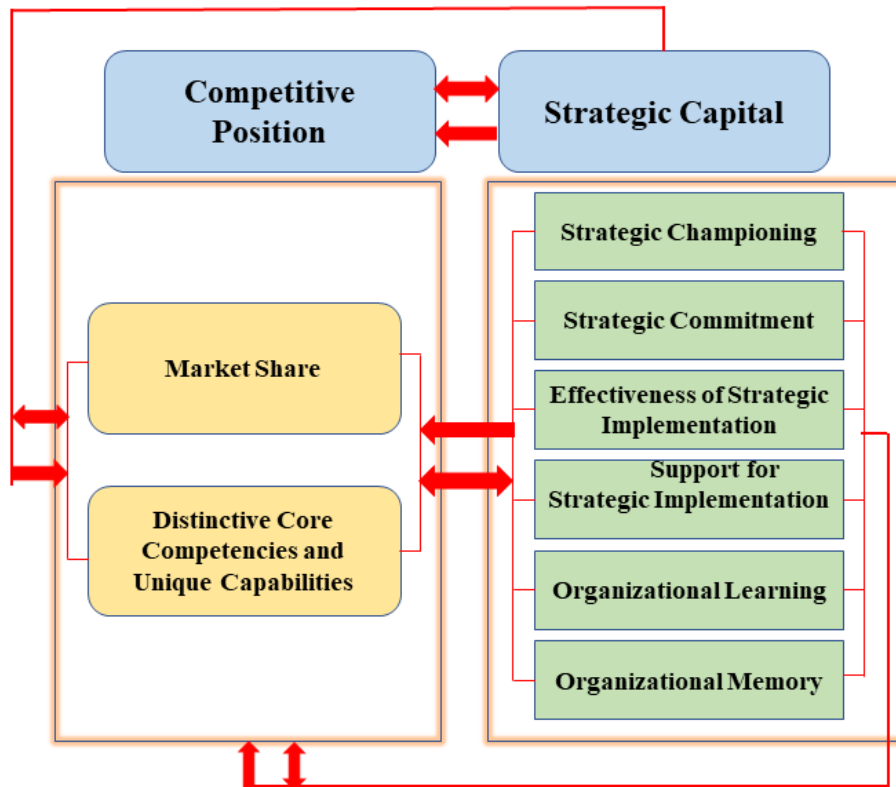 Competitive
Position
Strategic Capital
Market Share
Distinctive Core
Competencies and
Unique Capabilities
Strategic Championing
Strategic Commitment
Effectiveness of Strategic
Implementation
Support for
Strategic Implementation
Organizational Learning
Organizational Memory